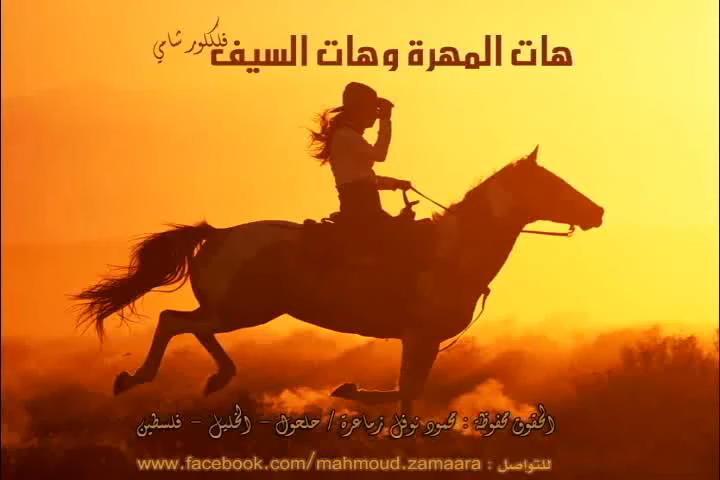 هات المهرة وهات السيف فلكلور شامي
الحقوق محفوظة : محمود نوفل زماعرة / حلحول - الخليل - فلسطين
للتواصل : www.facebook.com/mahmoud.zamaara